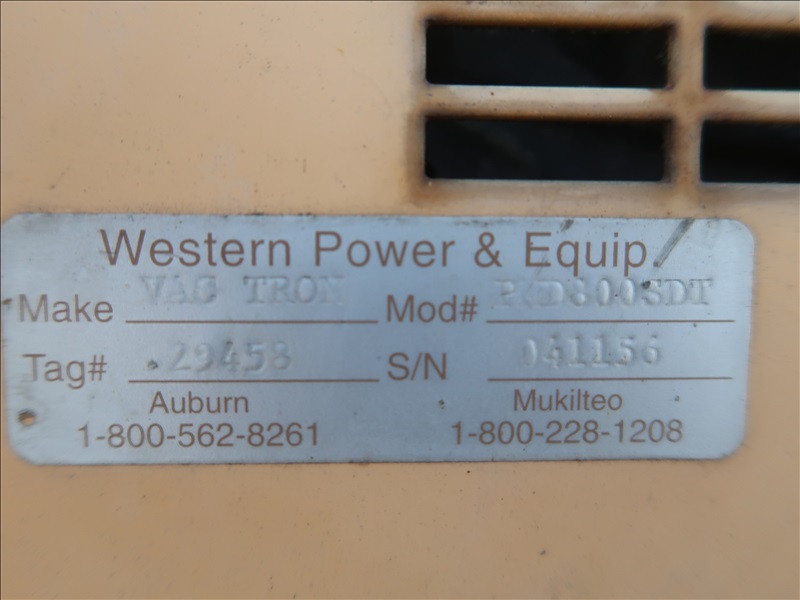 Western Power & Equip
Make VAC TRON Mod# PMD800SDT
Tag# 29458 S/N 041156
Auburn Mukilteo
1-800-562-8261 1-800-228-1208